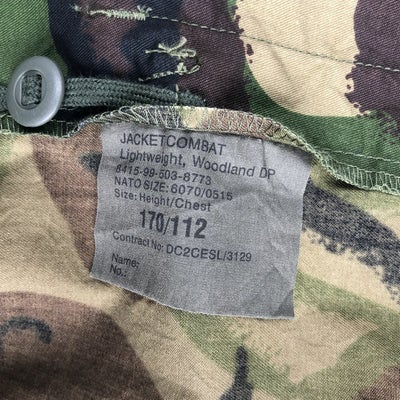 JACKETCOMBAT
Lightweight, Woodland DP
8415-99-503-8773
NATO SIZE: 6070/0515
Size: Height/Chest
170/112
Contract No: DC2CESL/3129
Name:
No.: